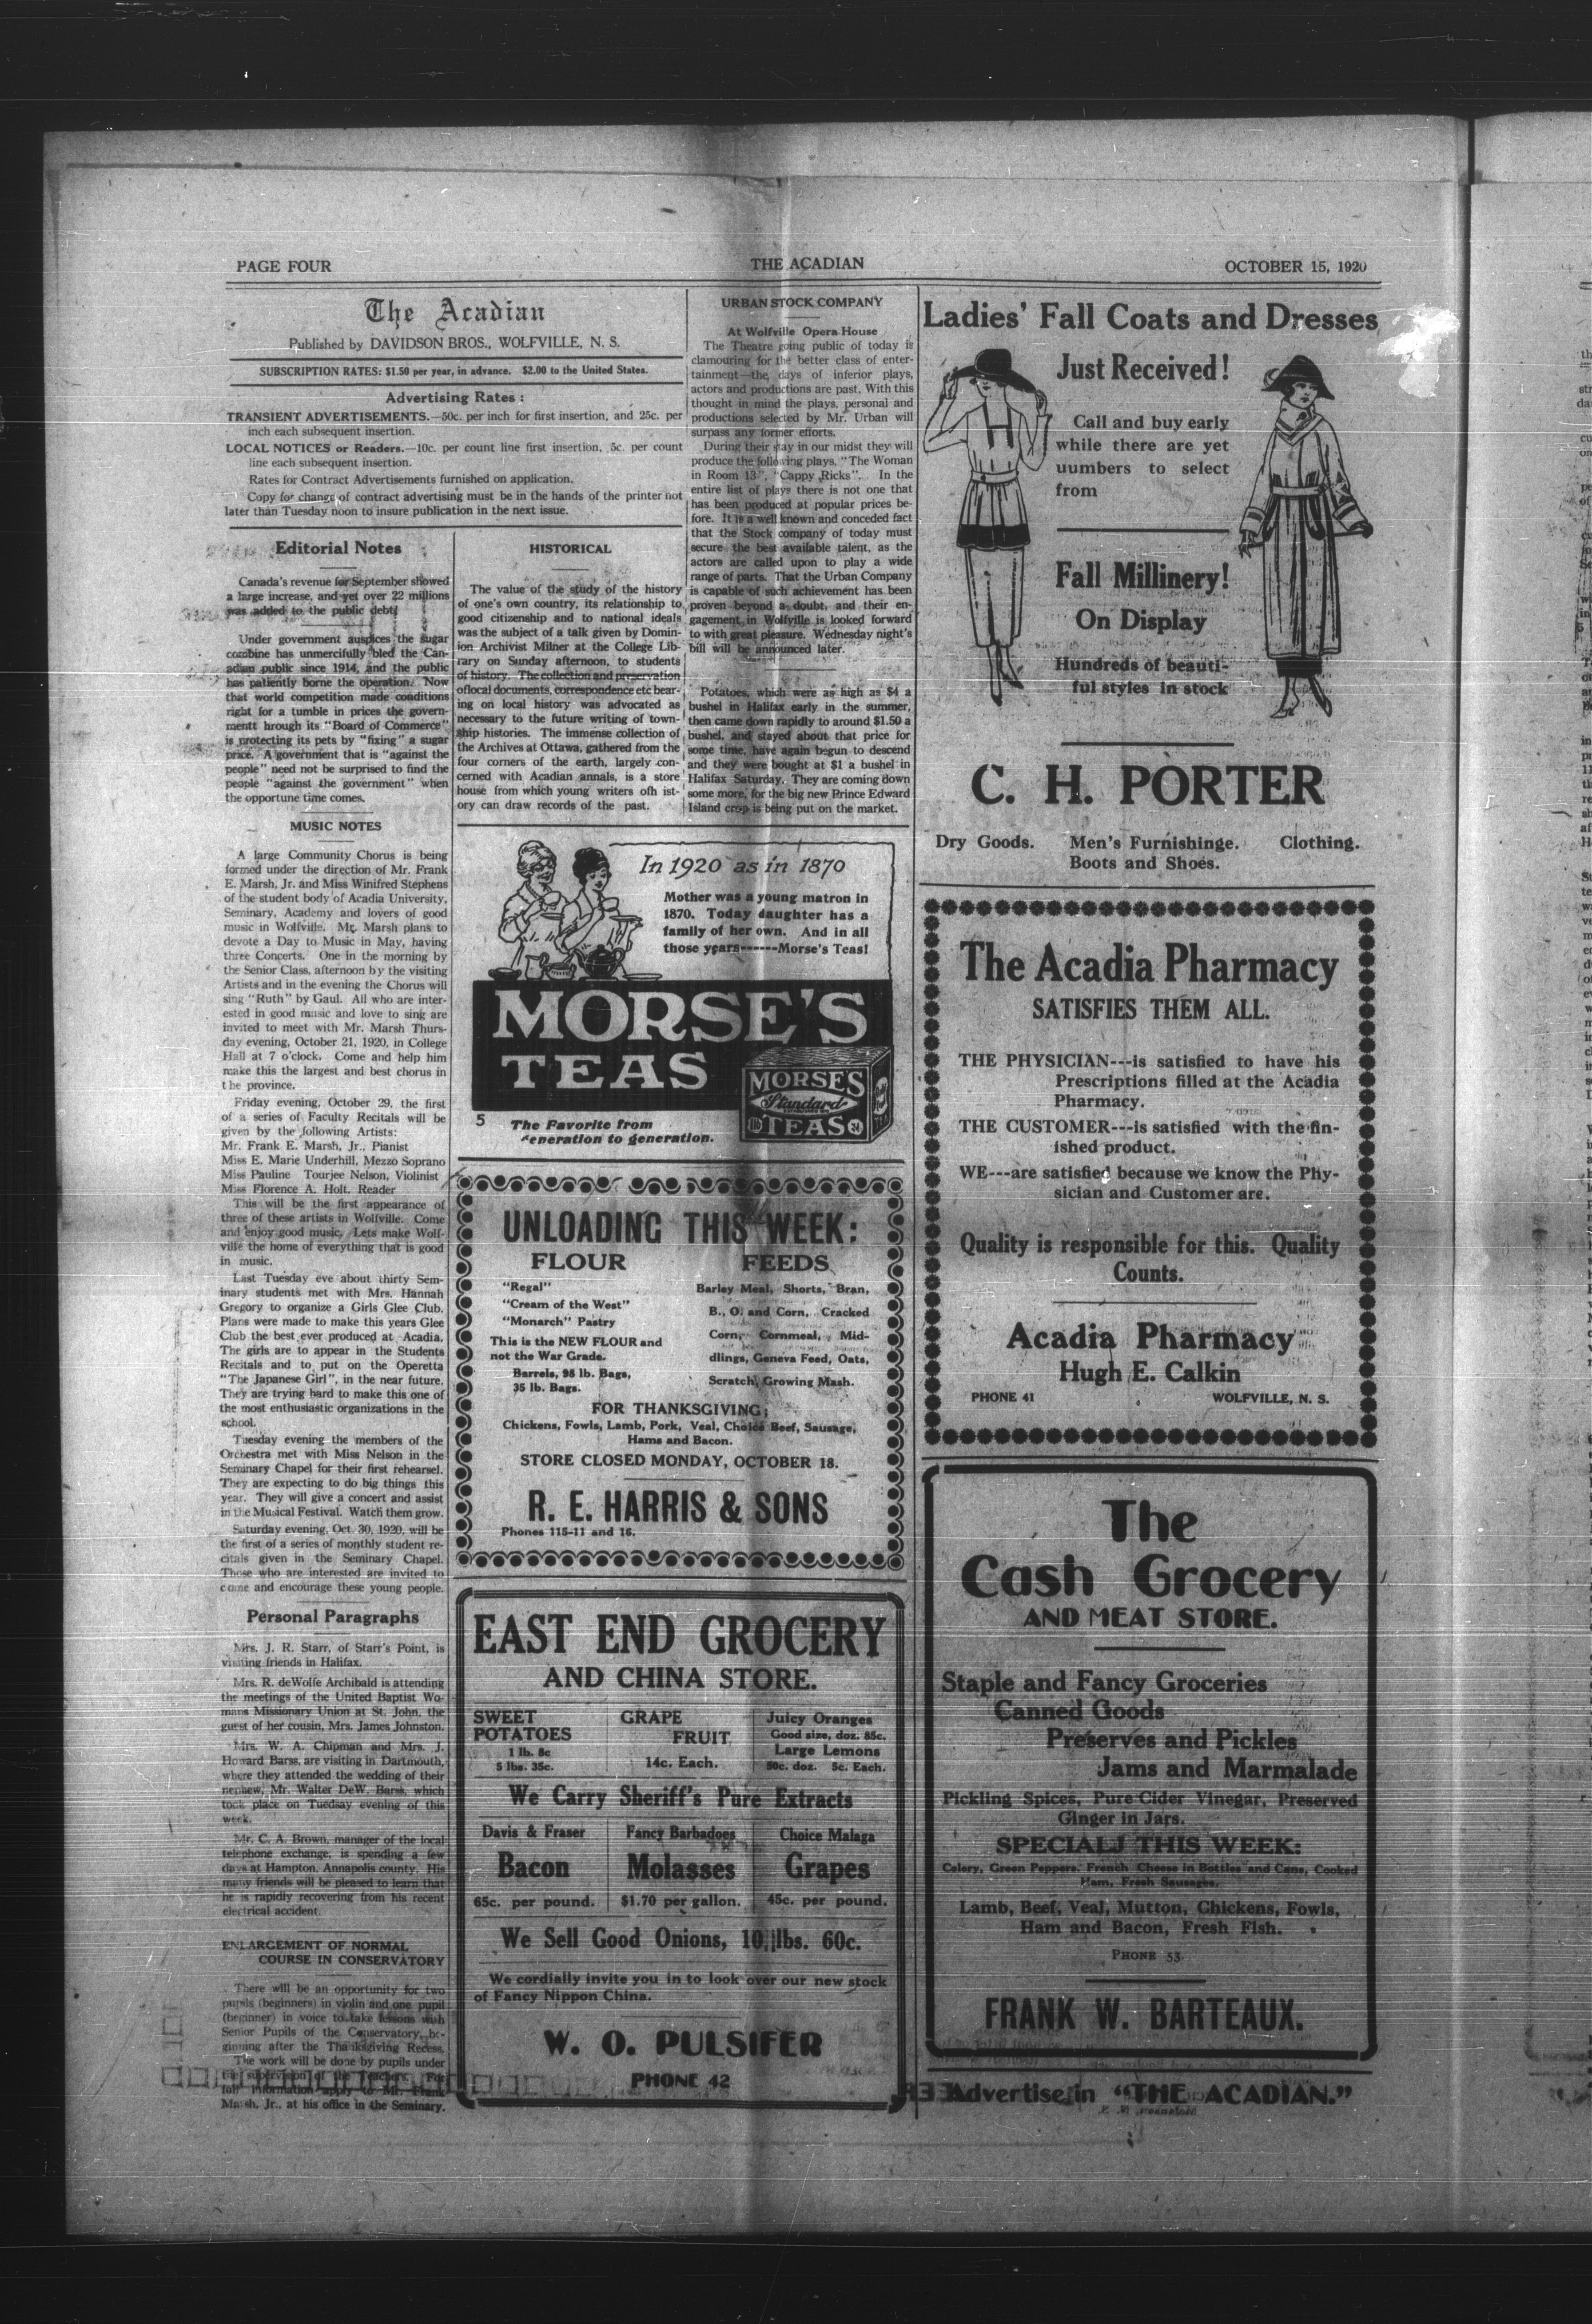 PAGE FOUR
THE ACADIAN
OCTOBER 15, 1920
The Acadian
Published by DAVIDSON BROS., WOLFVILLE, N. S.
SUBSCRIPTION RATES: $1.50 per year, in advance. $2.00 to the United States.
Advertising Rates :
TRANSIENT ADVERTISEMENTS.—50c. per inch for first insertion, and 25c. per
inch each subsequent insertion.
LOCAL NOTICES or Readers.—10c. per count line first insertion, 5c. per count
line each subsequent insertion.
Rates for Contract Advertisements furnished on application.
Copy for change of contract advertising must be in the hands of the printer not
later than Tuesday noon to insure publication in the next issue.
Editorial Notes
Canada's revenue for September showed
a large increase, and yet over 22 millions
was added to the public debt!
Under government auspices the sugar
combine has unmercifully bled the Can-
adian public since 1914, and the public
has patiently borne the operation. Now
that world competition made conditions
right for a tumble in prices the govern-
mentt hrough its "Board of Commerce"
is protecting its pets by "fixing" a sugar
price. A government that is "against the
people" need not be surprised to find the
people "against the government" when
the opportune time comes.
MUSIC NOTES
A large Community Chorus is being
formed under the direction of Mr. Frank
E. Marsh, Jr. and Miss Winifred Stephens
of the student body of Acadia University,
Seminary, Academy and lovers of good
music in Wolfville. Mr. Marsh plans to
devote a Day to Music in May, having
three Concerts. One in the morning by
the Senior Class, afternoon by the visiting
Artists and in the evening the Chorus will
sing "Ruth" by Gaul. All who are inter-
ested in good music and love to sing are
invited to meet with Mr. Marsh Thurs-
day evening, October 21, 1920, in College
Hall at 7 o'clock. Come and help him
make this the largest and best chorus in
the province.
Friday evening, October 29, the first
of a series of Faculty Recitals will be
given by the following Artists:
Mr. Frank E. Marsh, Jr., Pianist
Miss E. Marie Underhill, Mezzo Soprano
Miss Pauline Tourjee Nelson, Violinist
Miss Florence A. Holt, Reader
This will be the first appearance of
three of these artists in Wolfville. Come
and enjoy good music. Lets make Wolf-
ville the home of everything that is good
in music.
Last Tuesday eve about thirty Sem-
inary students met with Mrs. Hannah
Gregory to organize a Girls Glee Club.
Plans were made to make this years Glee
Club the best ever produced at Acadia.
The girls are to appear in the Students
Recitals and to put on the Operetta
"The Japanese Girl", in the near future.
They are trying hard to make this one of
the most enthusiastic organizations in the
school.
Tuesday evening the members of the
Orchestra met with Miss Nelson in the
Seminary Chapel for their first rehearsel.
They are expecting to do big things this
year. They will give a concert and assist
in the Musical Festival. Watch them grow.
Saturday evening, Oct. 30, 1920, will be
the first of a series of monthly student re-
citals given in the Seminary Chapel.
Those who are interested are invited to
come and encourage these young people.
Personal Paragraphs
Mrs. J. R. Starr, of Starr's Point, is
visiting friends in Halifax.
Mrs. R. deWolfe Archibald is attending
the meetings of the United Baptist Wo-
mans Missionary Union at St. John, the
guest of her cousin, Mrs. James Johnston.
Mrs. W. A. Chipman and Mrs. J.
Howard Barss, are visiting in Dartmouth,
where they attended the wedding of their
nephew, Mr. Walter DeW. Barss, which
took place on Tuedsay evening of this
week.
Mr. C. A. Brown, manager of the local
telephone exchange, is spending a few
days at Hampton, Annapolis county. His
many friends will be pleased to learn that
he is rapidly recovering from his recent
electrical accident.
ENLARGEMENT OF NORMAL
COURSE IN CONSERVATORY
There will be an opportunity for two
pupils (beginners) in violin and one pupil
(beginner) in voice to take lessons with
Senior Pupils of the Conservatory, be-
ginning after the Thanksgiving Recess.
The work will be done by pupils under
the supervision of the Teachers. For
full information apply to Mr. Frank
Marsh, Jr., at his office in the Seminary.
HISTORICAL
The value of the study of the history
of one's own country, its relationship to
good citizenship and to national ideals
was the subject of a talk given by Domin-
ion Archivist Milner at the College Lib-
rary on Sunday afternoon, to students
of history. The collection and preservation
oflocal documents, correspondence etc bear-
ing on local history was advocated as
necessary to the future writing of town-
ship histories. The immense collection of
the Archives at Ottawa, gathered from the
four corners of the earth, largely con-
cerned with Acadian annals, is a store
house from which young writers ofh ist-
ory can draw records of the past.
URBAN STOCK COMPANY
At Wolfville Opera House
The Theatre going public of today is
clamouring for the better class of enter-
tainment—the days of inferior plays,
actors and productions are past. With this
thought in mind the plays, personal and
productions selected by Mr. Urban will
surpass any former efforts.
During their stay in our midst they will
produce the following plays, "The Woman
in Room 13", "Cappy Ricks". In the
entire list of plays there is not one that
has been produced at popular prices be-
fore. It is a well known and conceded fact
that the Stock company of today must
secure the best available talent, as the
actors are called upon to play a wide
range of parts. That the Urban Company
is capable of such achievement has been
proven beyond a doubt, and their en-
gagement in Wolfville is looked forward
to with great pleasure. Wednesday night's
bill will be announced later.
Potatoes, which were as high as $4 a
bushel in Halifax early in the summer,
then came down rapidly to around $1.50 a
bushel, and stayed about that price for
some time, have again begun to descend
and they were bought at $1 a bushel in
Halifax Saturday. They are coming down
some more, for the big new Prince Edward
Island crop is being put on the market.
In 1920 as in 1870
Mother was a young matron in
1870. Today daughter has a
family of her own. And in all
those years------Morse's Teas!
MORSE'S
TEAS
MORSE'S
Standard
TEAS
5
The Favorite from
eneration to generation.
UNLOADING THIS WEEK:
FLOUR
"Regal"
"Cream of the West"
"Monarch" Pastry
This is the NEW FLOUR and
not the War Grade.
Barrels, 98 lb. Bags,
35 lb. Bags.
FEEDS
Barley Meal, Shorts, Bran,
B., O. and Corn, Cracked
Corn, Cornmeal, Mid-
dlings, Geneva Feed, Oats,
Scratch, Growing Mash.
FOR THANKSGIVING:
Chickens, Fowls, Lamb, Pork, Veal, Choice Beef, Sausage,
Hams and Bacon.
STORE CLOSED MONDAY, OCTOBER 18.
R. E. HARRIS & SONS
Phones 115-11 and 16.
EAST END GROCERY
AND CHINA STORE.
SWEET
POTATOES
1 lb. 8c
5 lbs. 35c.
GRAPE
FRUIT
14c. Each.
Juicy Oranges
Good size, doz. 85c.
Large Lemons
50c. doz. 5c. Each.
We Carry Sheriff's Pure Extracts
Davis & Fraser
Bacon
65c. per pound.
Fancy Barbadoes
Molasses
$1.70 per gallon.
Choice Malaga
Grapes
45c. per pound.
We Sell Good Onions, 10 lbs. 60c.
We cordially invite you in to look over our new stock
of Fancy Nippon China.
W. O. PULSIFER
PHONE 42
Ladies' Fall Coats and Dresses
Just Received!
Call and buy early
while there are yet
uumbers to select
from
Fall Millinery!
On Display
Hundreds of beauti-
ful styles in stock
C. H. PORTER
Dry Goods. Men's Furnishinge. Clothing.
Boots and Shoes.
The Acadia Pharmacy
SATISFIES THEM ALL.
THE PHYSICIAN---is satisfied to have his
Prescriptions filled at the Acadia
Pharmacy.
THE CUSTOMER---is satisfied with the fin-
ished product.
WE---are satisfied because we know the Phy-
sician and Customer are.
Quality is responsible for this. Quality
Counts.
Acadia Pharmacy
Hugh E. Calkin
PHONE 41
WOLFVILLE, N. S.
The
Cash Grocery
AND MEAT STORE.
Staple and Fancy Groceries
Canned Goods
Preserves and Pickles
Jams and Marmalade
Pickling Spices, Pure Cider Vinegar, Preserved
Ginger in Jars.
SPECIALJ THIS WEEK:
Celery, Green Peppers, French Cheese in Bottles and Cans, Cooked
Ham, Fresh Sausages.
Lamb, Beef, Veal, Mutton, Chickens, Fowls,
Ham and Bacon, Fresh Fish.
PHONE 53.
FRANK W. BARTEAUX.
Advertise in "THE ACADIAN."